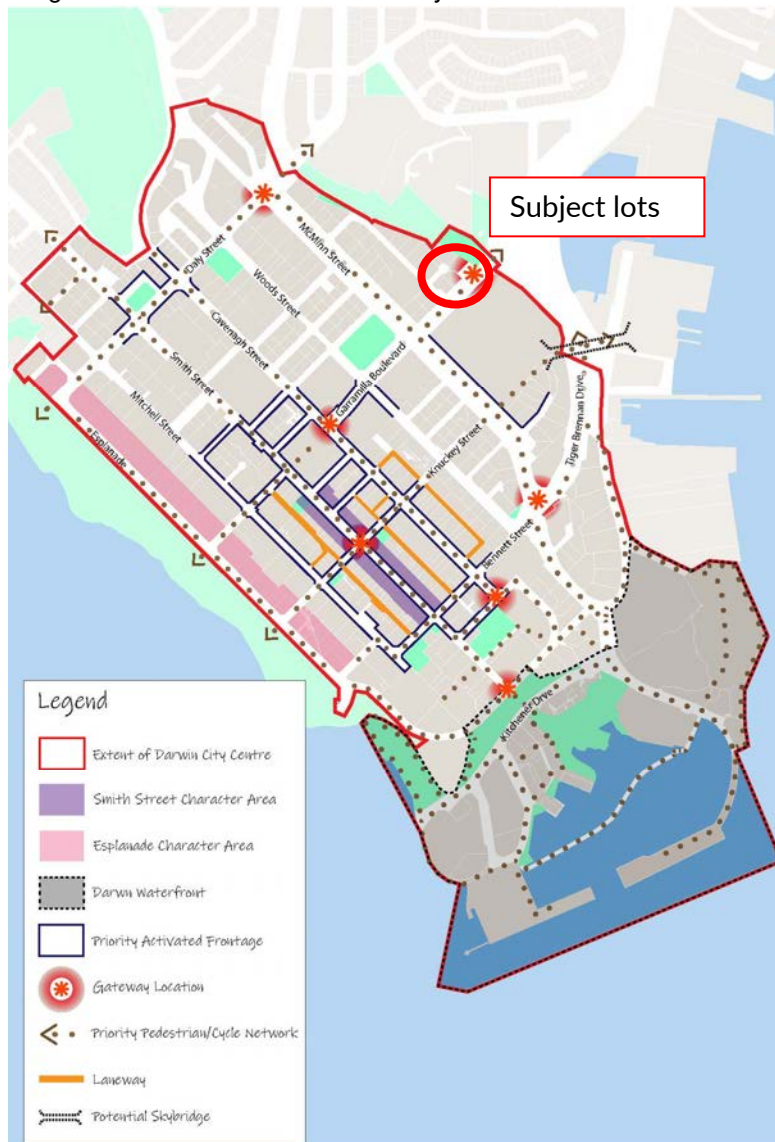 Subject lots
McMinn Street
Daly Street
Woods Street
Cavenagh Street
Smith Street
Garramilla Boulevard
Mitchell Street
Esplanade
Knuckey Street
Tiger Brennan Drive
Bennett Street
Kitchener Drve
Legend
Extent of Darwin City Centre
Smith Street Character Area
Esplanade Character Area
Darwn Waterfront
Priority Activated Frontage
Gateway Location
Priority Pedestrian/Cycle Network
Laneway
Potential Skybridge